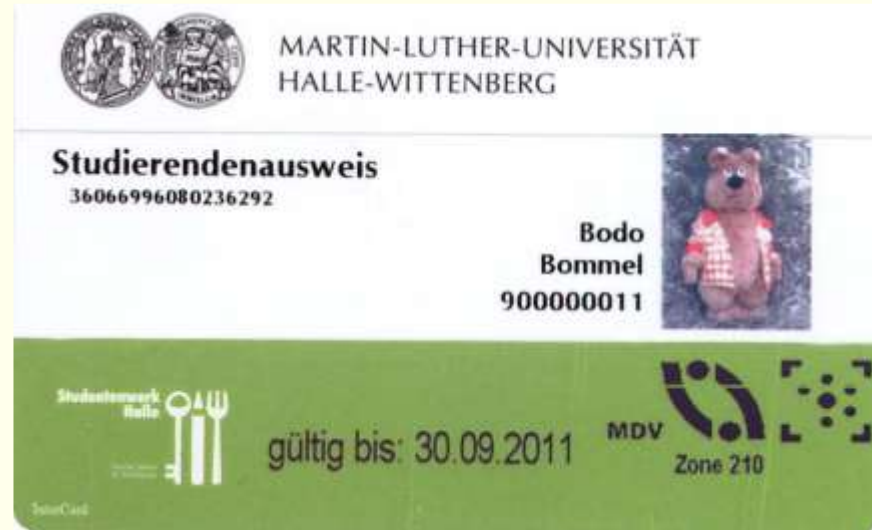 MARTIN-LUTHER-UNIVERSITÄT
HALLE-WITTENBERG
Studierendenausweis
36066996080236292
Bodo
Bommel
900000011
Studentenwerk
Halle
gültig bis: 30.09.2011
MDV
Zone 210
InterCard